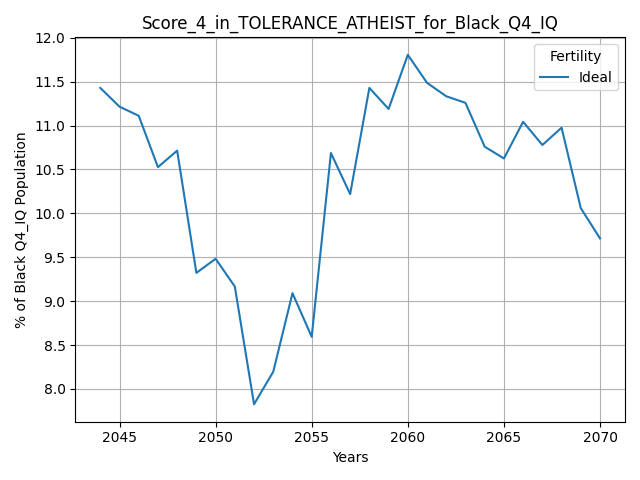 Score_4_in_TOLERANCE_ATHEIST_for_Black_Q4_IQ
Fertility
Ideal
% of Black Q4_IQ Population
12.0
11.5
11.0
10.5
10.0
9.5
9.0
8.5
8.0
2045 2050 2055 2060 2065 2070
Years